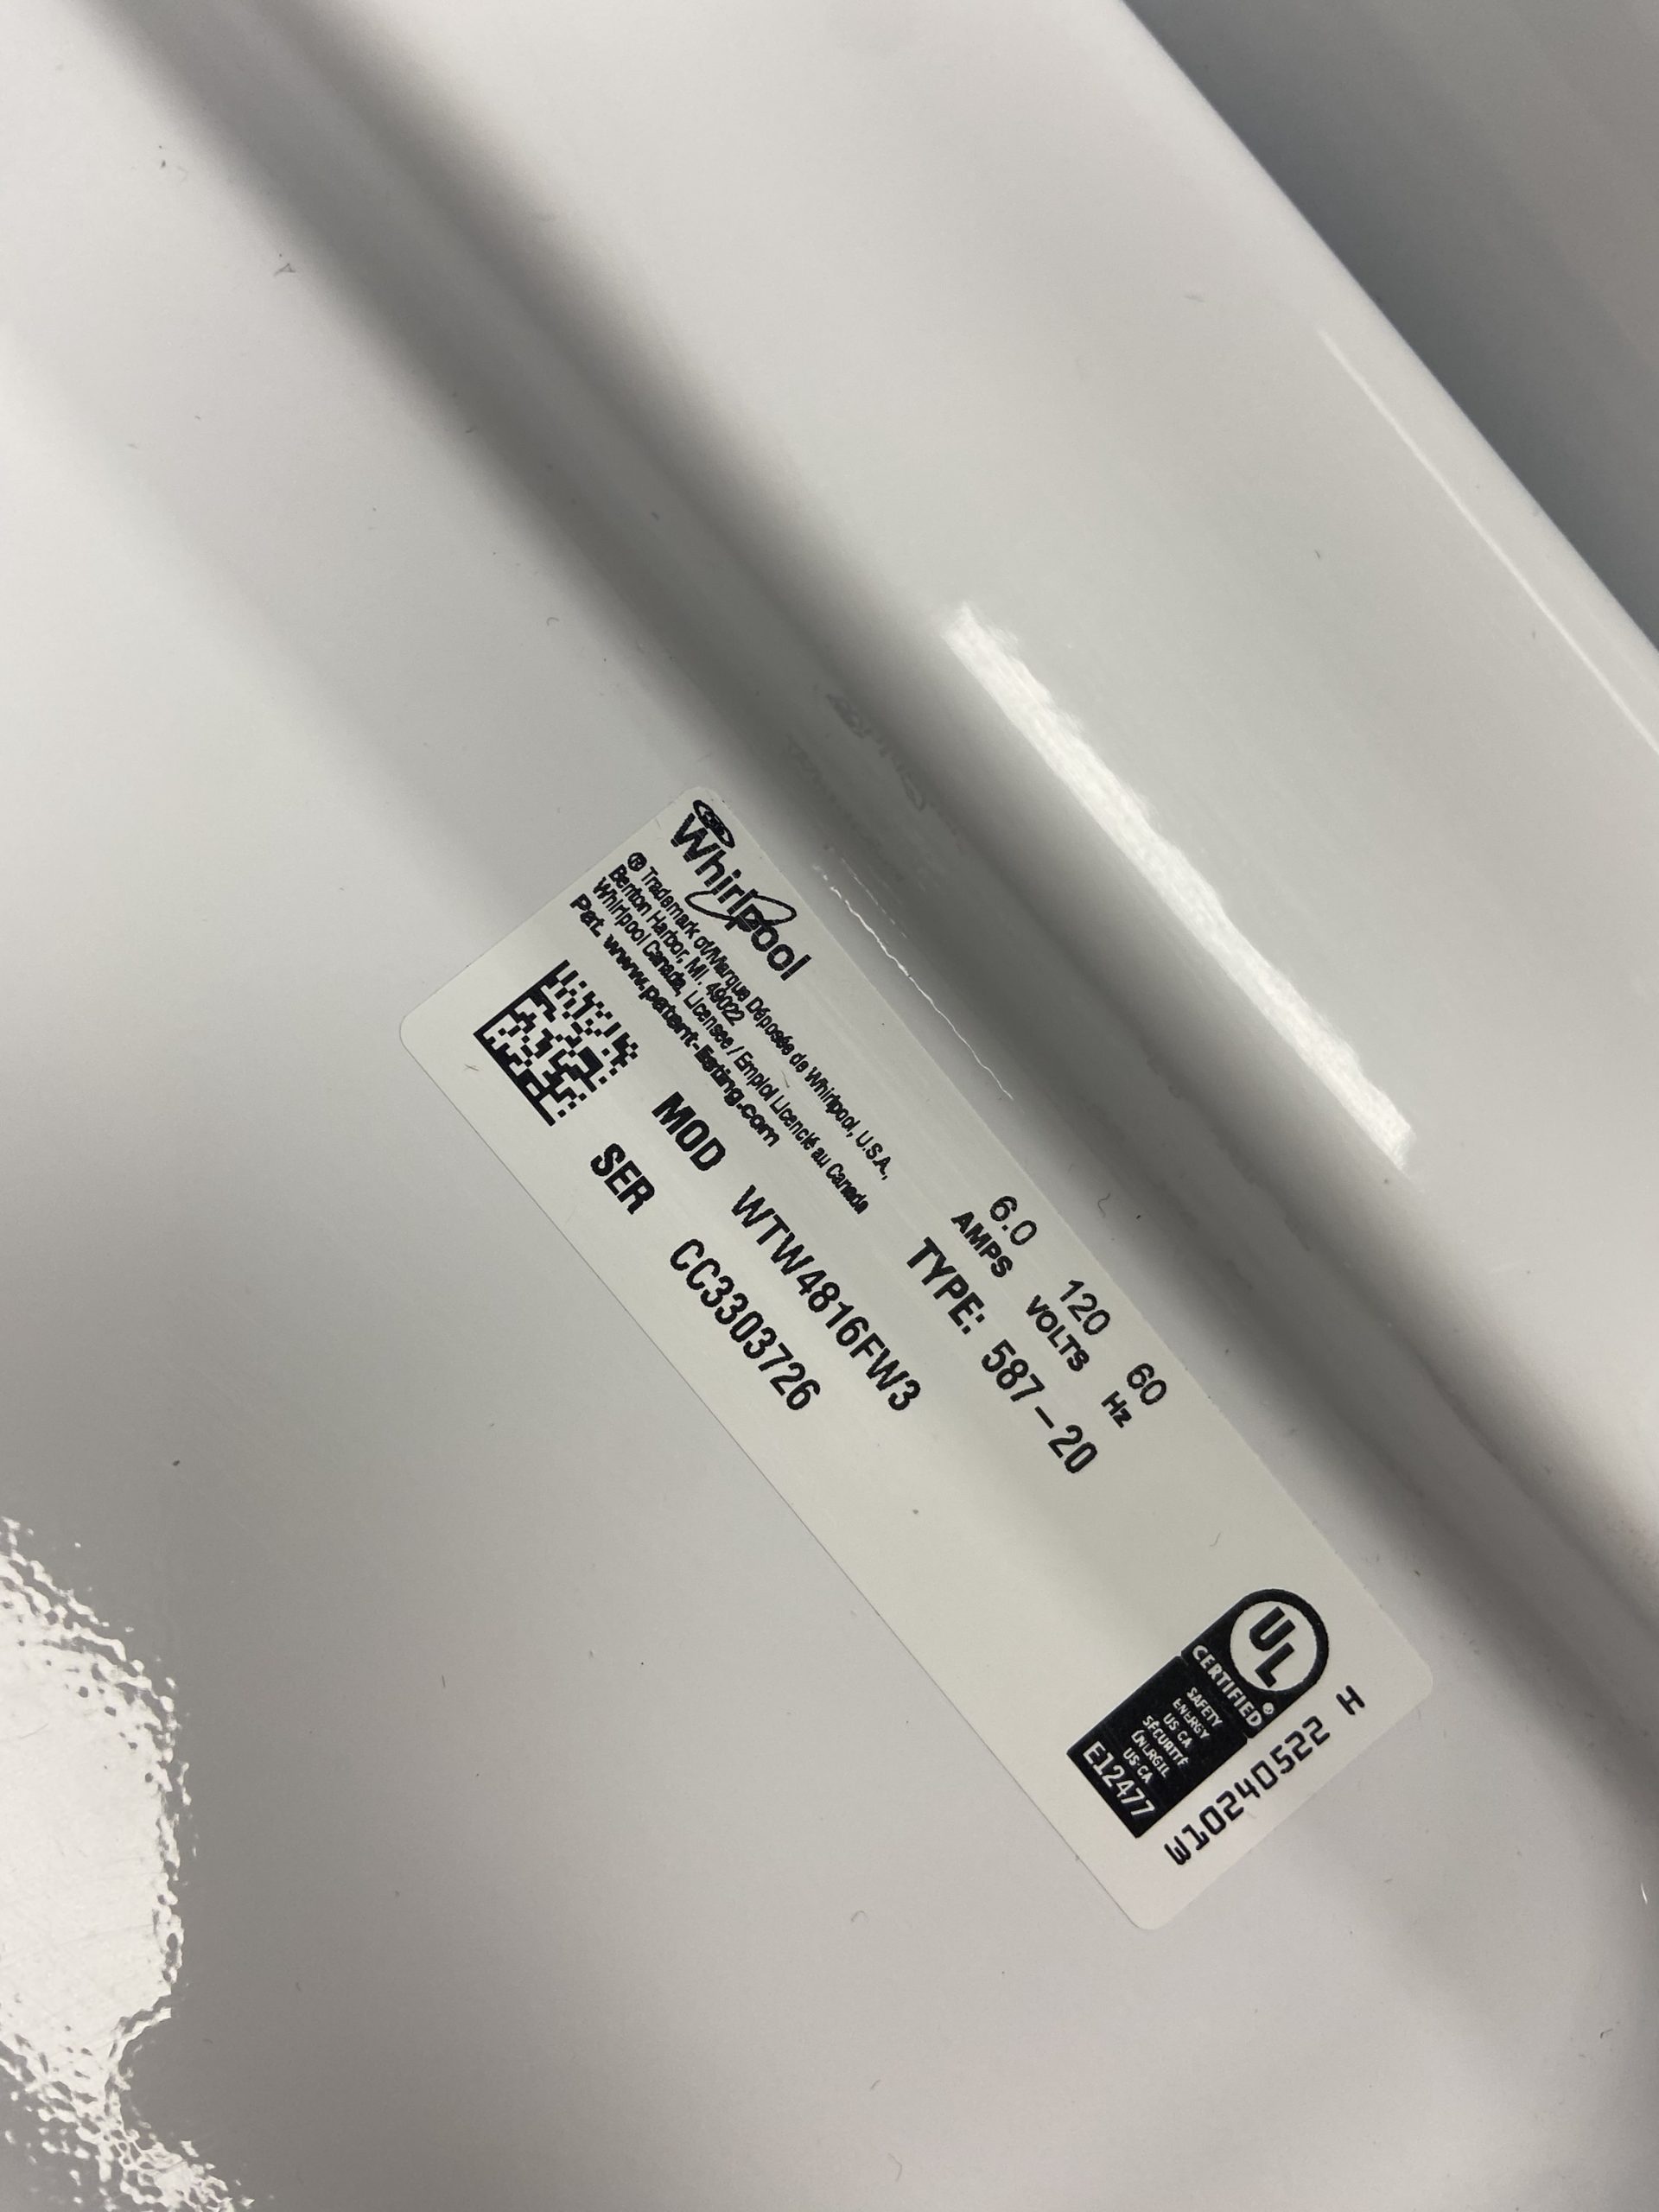 Whirlpool
® Trademark of/Marque Déposée de Whirlpool, U.S.A.,
Benton Harbor, MI. 49022
Whirlpool Canada, Licensee / Emploi Licencié au Canada
Pat. www.patent-listing.com
6.0 120 60
AMPS VOLTS Hz
TYPE: 587-20
MOD WTW4816FW3
SER CC3303726
UL
CERTIFIED®
SAFETY
ENERGY
US·CA
SÉCURITÉ
ÉNERGIE
US·CA
E12477
W10240522 H